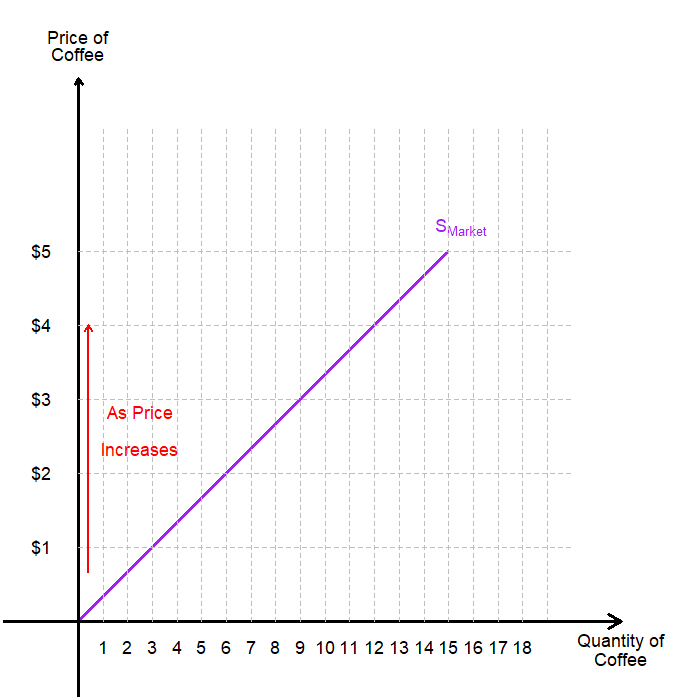 Price of
Coffee
S Market
$5
$4
$3
As Price
Increases
$2
$1
1 2 3 4 5 6 7 8 9 10 11 12 13 14 15 16 17 18
Quantity of
Coffee